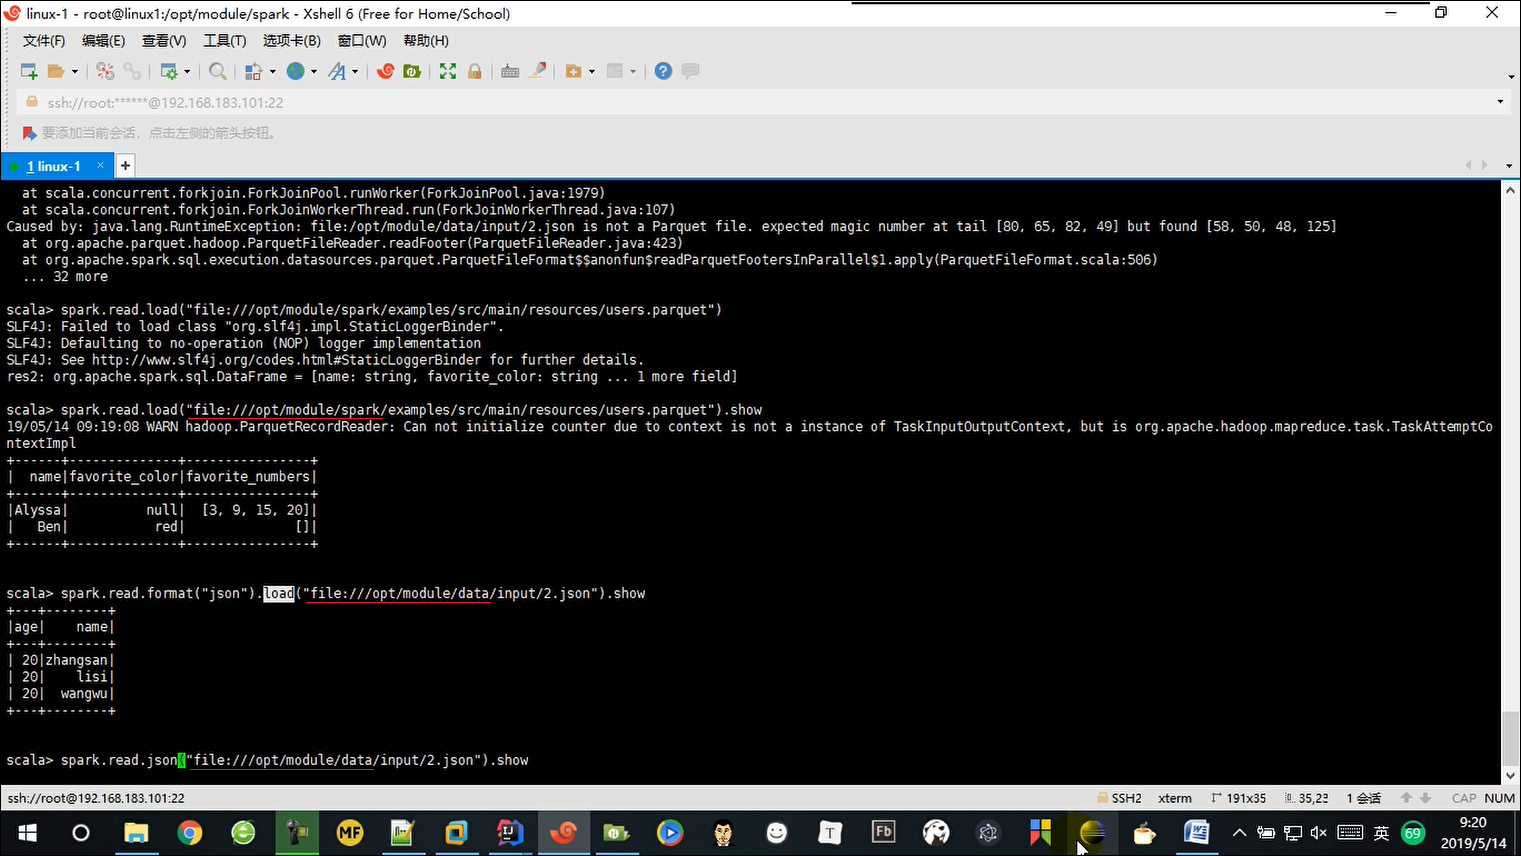 linux-1 - root@linux1:/opt/module/spark - Xshell 6 (Free for Home/School)
文件(F) 编辑(E) 查看(V) 工具(T) 选项卡(B) 窗口(W) 帮助(H)
ssh://root:******@192.168.183.101:22
要添加当前会话，点击左侧的箭头按钮。
1 linux-1
at scala.concurrent.forkjoin.ForkJoinPool.runWorker(ForkJoinPool.java:1979)
at scala.concurrent.forkjoin.ForkJoinWorkerThread.run(ForkJoinWorkerThread.java:107)
Caused by: java.lang.RuntimeException: file:/opt/module/data/input/2.json is not a Parquet file. expected magic number at tail [80, 65, 82, 49] but found [58, 50, 48, 125]
at org.apache.parquet.hadoop.ParquetFileReader.readFooter(ParquetFileReader.java:423)
at org.apache.spark.sql.execution.datasources.parquet.ParquetFileFormat$$anonfun$readParquetFootersInParallel$1.apply(ParquetFileFormat.scala:506)
... 32 more
scala> spark.read.load("file:///opt/module/spark/examples/src/main/resources/users.parquet")
SLF4J: Failed to load class "org.slf4j.impl.StaticLoggerBinder".
SLF4J: Defaulting to no-operation (NOP) logger implementation
SLF4J: See http://www.slf4j.org/codes.html#StaticLoggerBinder for further details.
res2: org.apache.spark.sql.DataFrame = [name: string, favorite_color: string ... 1 more field]
scala> spark.read.load("file:///opt/module/spark/examples/src/main/resources/users.parquet").show
19/05/14 09:19:08 WARN hadoop.ParquetRecordReader: Can not initialize counter due to context is not a instance of TaskInputOutputContext, but is org.apache.hadoop.mapreduce.task.TaskAttemptCo
ntextImpl
+------+--------------+----------------+
|  name|favorite_color|favorite_numbers|
+------+--------------+----------------+
|Alyssa|          null|  [3, 9, 15, 20]|
|   Ben|           red|              []|
+------+--------------+----------------+
scala> spark.read.format("json").load("file:///opt/module/data/input/2.json").show
+---+--------+
|age|    name|
+---+--------+
| 20|zhangsan|
| 20|    lisi|
| 20|  wangwu|
+---+--------+
scala> spark.read.json("file:///opt/module/data/input/2.json").show
ssh://root@192.168.183.101:22 SSH2 xterm 191x35 35,23 1 会话 CAP NUM
MF T Fb 英 69 9:20
2019/5/14